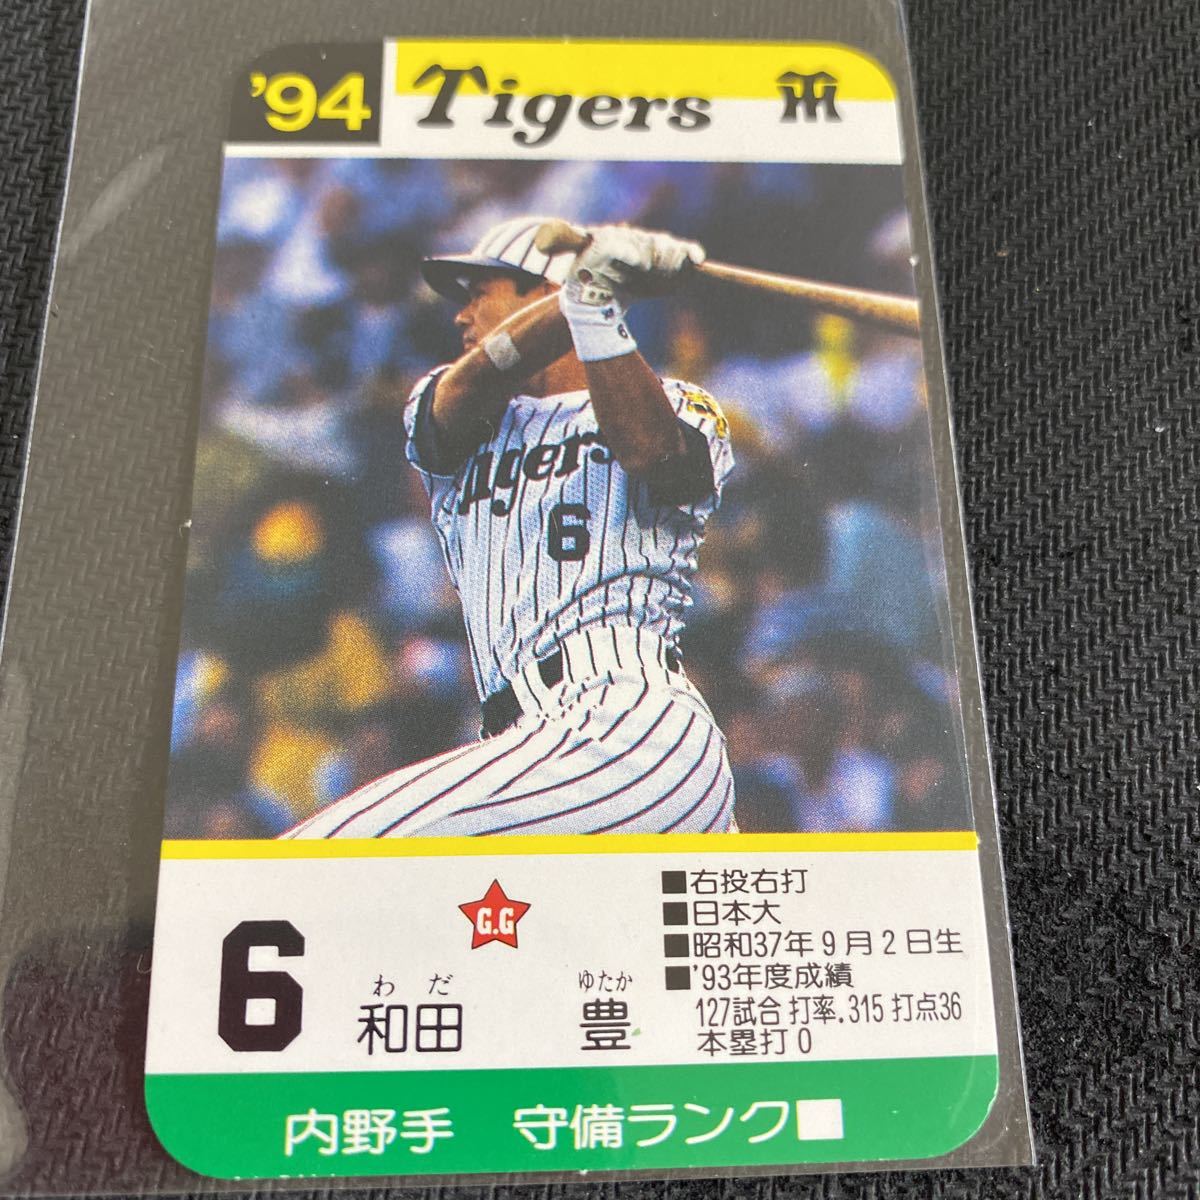 '94 Tigers
Tigers
6
6
G.G
■右投右打
■日本大
■昭和37年9月2日生
■'93年度成績
127試合 打率.315 打点36
本塁打0
6
わだ ゆたか
和田 豊
内野手 守備ランク■